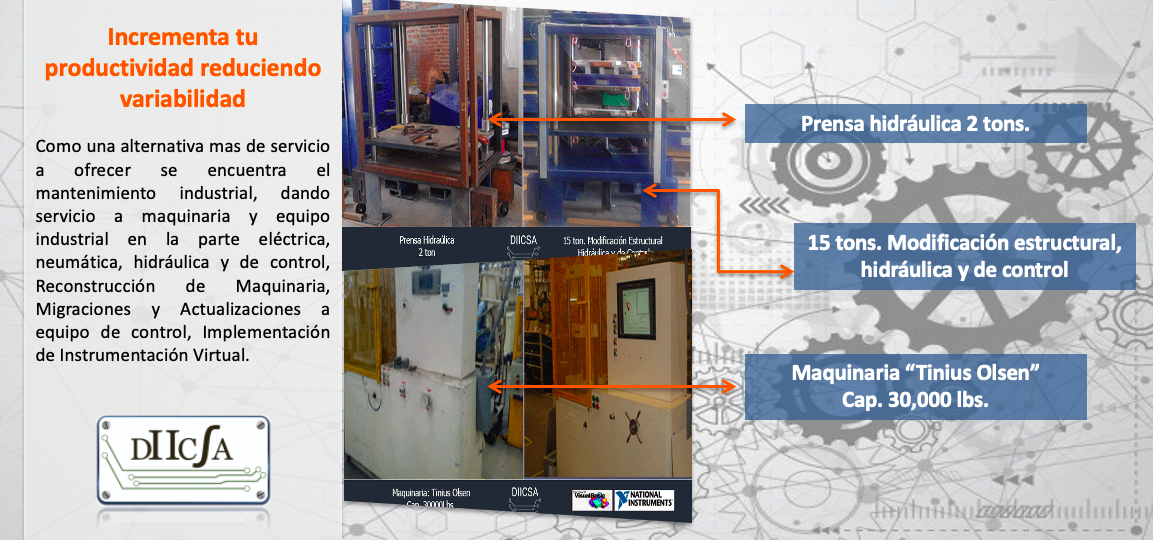 Incrementa tu
productividad reduciendo
variabilidad
Como una alternativa mas de servicio
a ofrecer se encuentra el
mantenimiento industrial, dando
servicio a maquinaria y equipo
industrial en la parte eléctrica,
neumática, hidráulica y de control,
Reconstrucción de Maquinaria,
Migraciones y Actualizaciones a
equipo de control, Implementación
de Instrumentación Virtual.
DIICSA
Prensa Hidraúlica
2 ton
DIICSA
15 ton. Modificación Estructural
Hidráulica y de Control
Maquinaria: Tinius Olsen
Cap. 30000Lbs
DIICSA
Visual Basic
NATIONAL
INSTRUMENTS
Prensa hidráulica 2 tons.
15 tons. Modificación estructural,
hidráulica y de control
Maquinaria “Tinius Olsen”
Cap. 30,000 lbs.